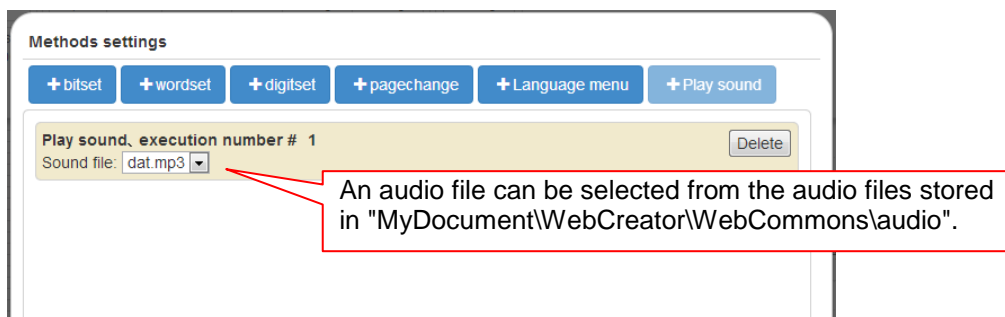 Methods settings
+ bitset + wordset + digitset + pagechange + Language menu + Play sound
Play sound、execution number # 1 Delete
Sound file: dat.mp3
An audio file can be selected from the audio files stored
in "MyDocument\WebCreator\WebCommons\audio".